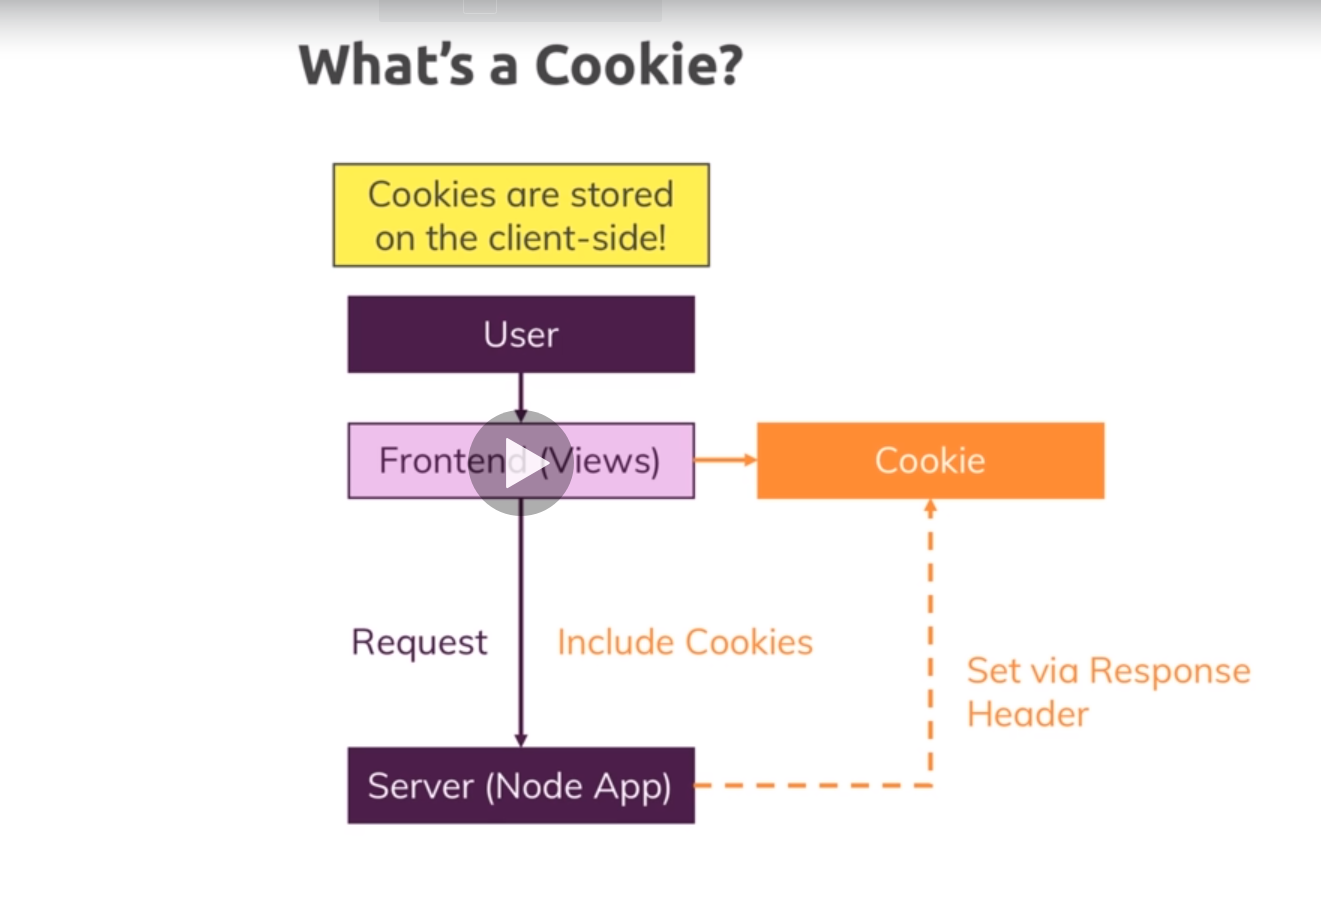 What's a Cookie?
Cookies are stored
on the client-side!
User
Frontend (Views)
Cookie
Request
Include Cookies
Set via Response
Header
Server (Node App)